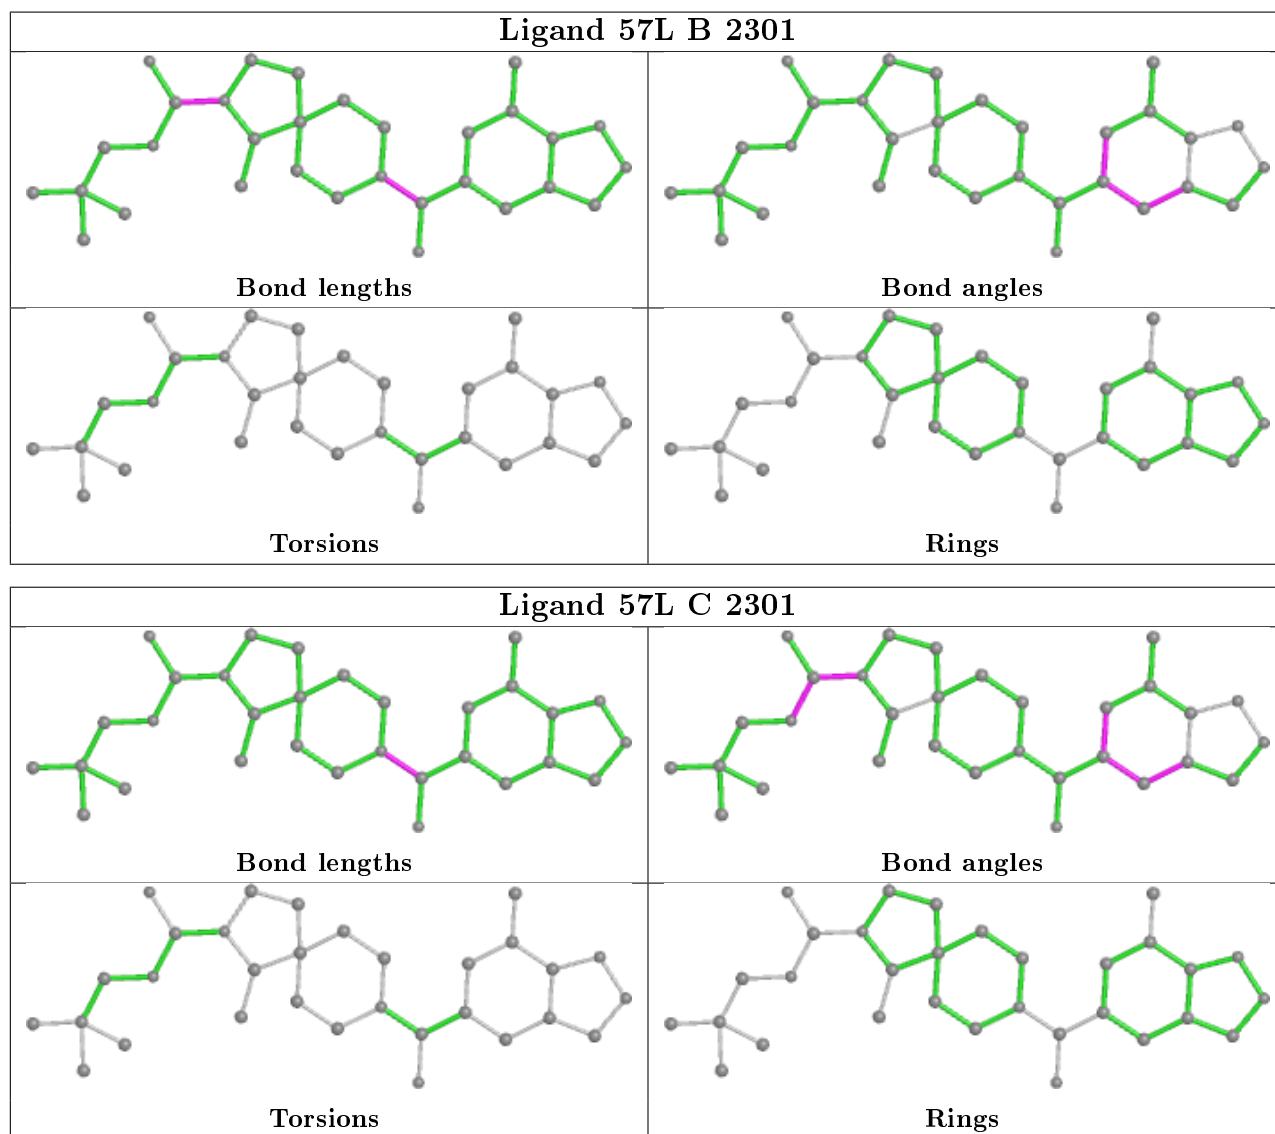 Ligand 57L B 2301
Bond lengths
Bond angles
Torsions
Rings
Ligand 57L C 2301
Bond lengths
Bond angles
Torsions
Rings